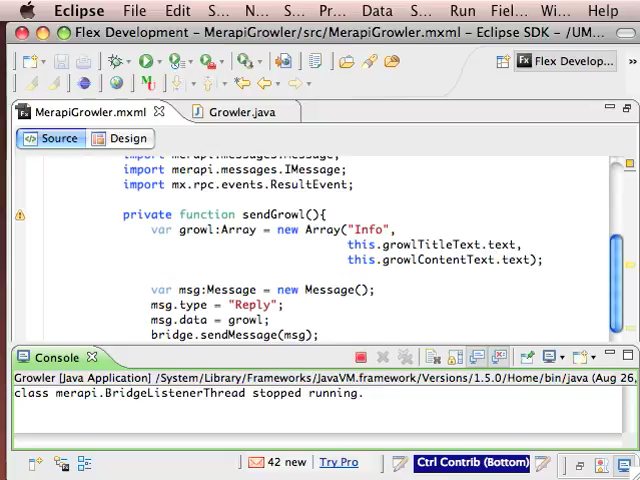 Eclipse File Edit S... N... S... P... Data S... Run Fiel... Win... Help
Flex Development - MerapiGrowler/src/MerapiGrowler.mxml - Eclipse SDK - /UM...
Flex Develop...
MerapiGrowler.mxml Growler.java
Source Design
import merapi.messages.IMessage;
import mx.rpc.events.ResultEvent;
private function sendGrowl(){
var growl:Array = new Array("Info",
this.growlTitleText.text,
this.growlContentText.text);
var msg:Message = new Message();
msg.type = "Reply";
msg.data = growl;
bridge.sendMessage(msg);
Console
Growler [Java Application] /System/Library/Frameworks/JavaVM.framework/Versions/1.5.0/Home/bin/java (Aug 26,
class merapi.BridgeListenerThread stopped running.
42 new Try Pro Ctrl Contrib (Bottom)